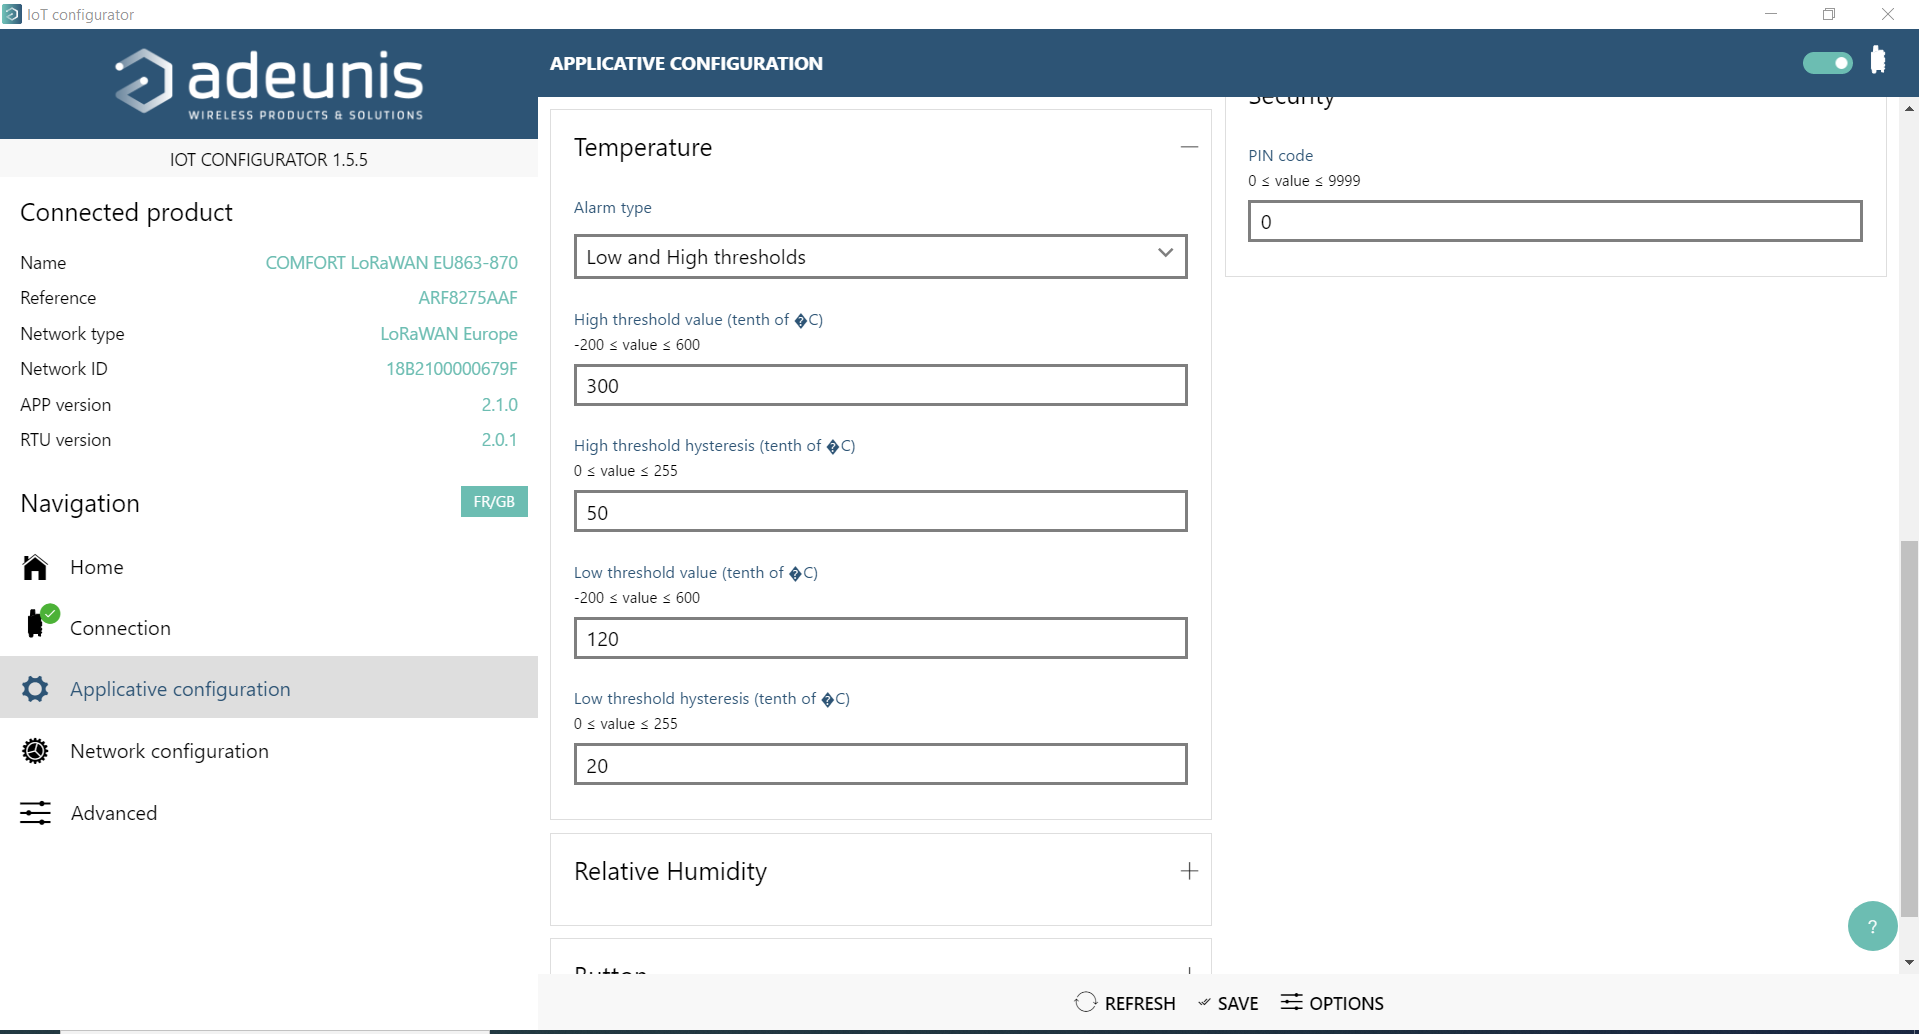 IoT configurator
adeunis
WIRELESS PRODUCTS & SOLUTIONS
IOT CONFIGURATOR 1.5.5
Connected product
Name COMFORT LoRaWAN EU863-870
Reference ARF8275AAF
Network type LoRaWAN Europe
Network ID 18B2100000679F
APP version 2.1.0
RTU version 2.0.1
Navigation FR/GB
Home
Connection
Applicative configuration
Network configuration
Advanced
APPLICATIVE CONFIGURATION
Temperature
Alarm type
Low and High thresholds
High threshold value (tenth of �C)
-200 ≤ value ≤ 600
300
High threshold hysteresis (tenth of �C)
0 ≤ value ≤ 255
50
Low threshold value (tenth of �C)
-200 ≤ value ≤ 600
120
Low threshold hysteresis (tenth of �C)
0 ≤ value ≤ 255
20
Relative Humidity
Button
Security
PIN code
0 ≤ value ≤ 9999
0
?
REFRESH SAVE OPTIONS